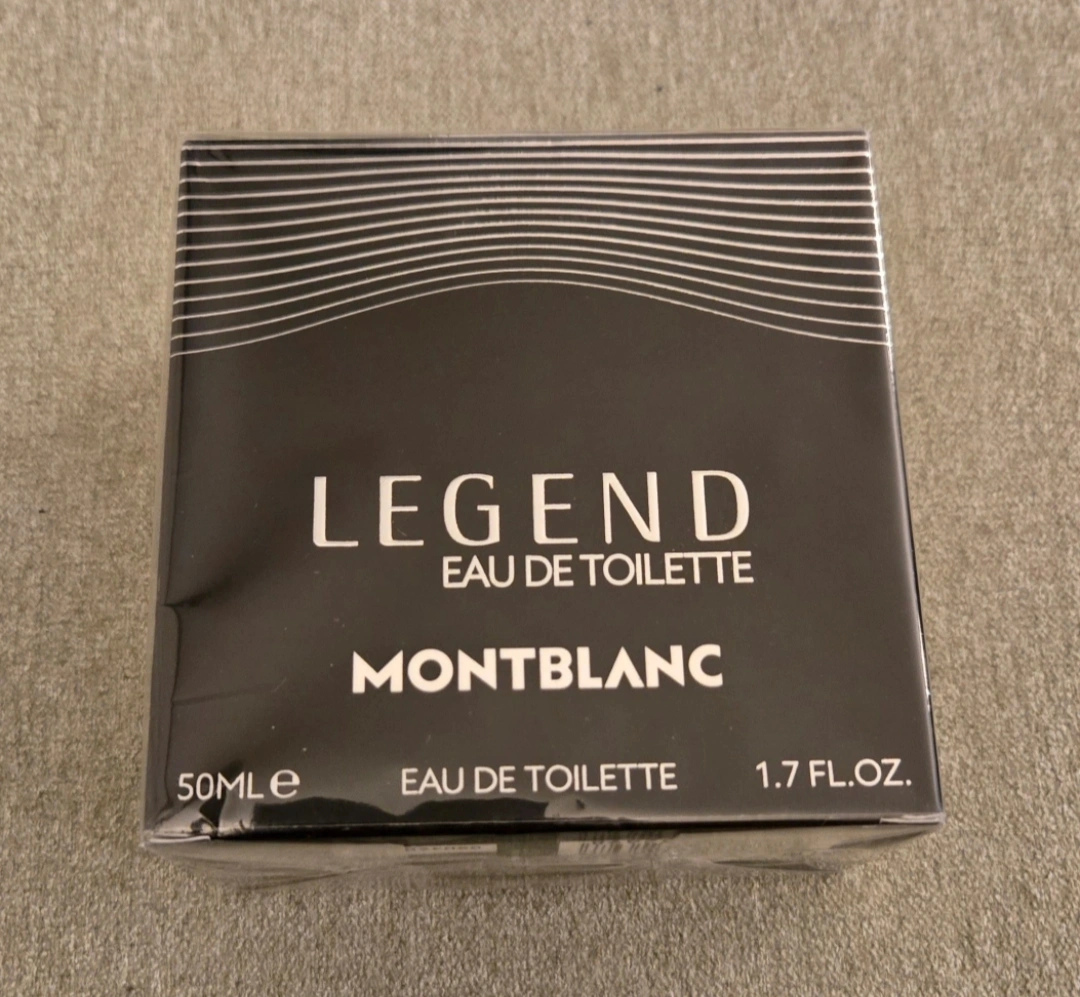 LEGEND
EAU DE TOILETTE
MONTBLANC
50ML e EAU DE TOILETTE 1.7 FL.OZ.